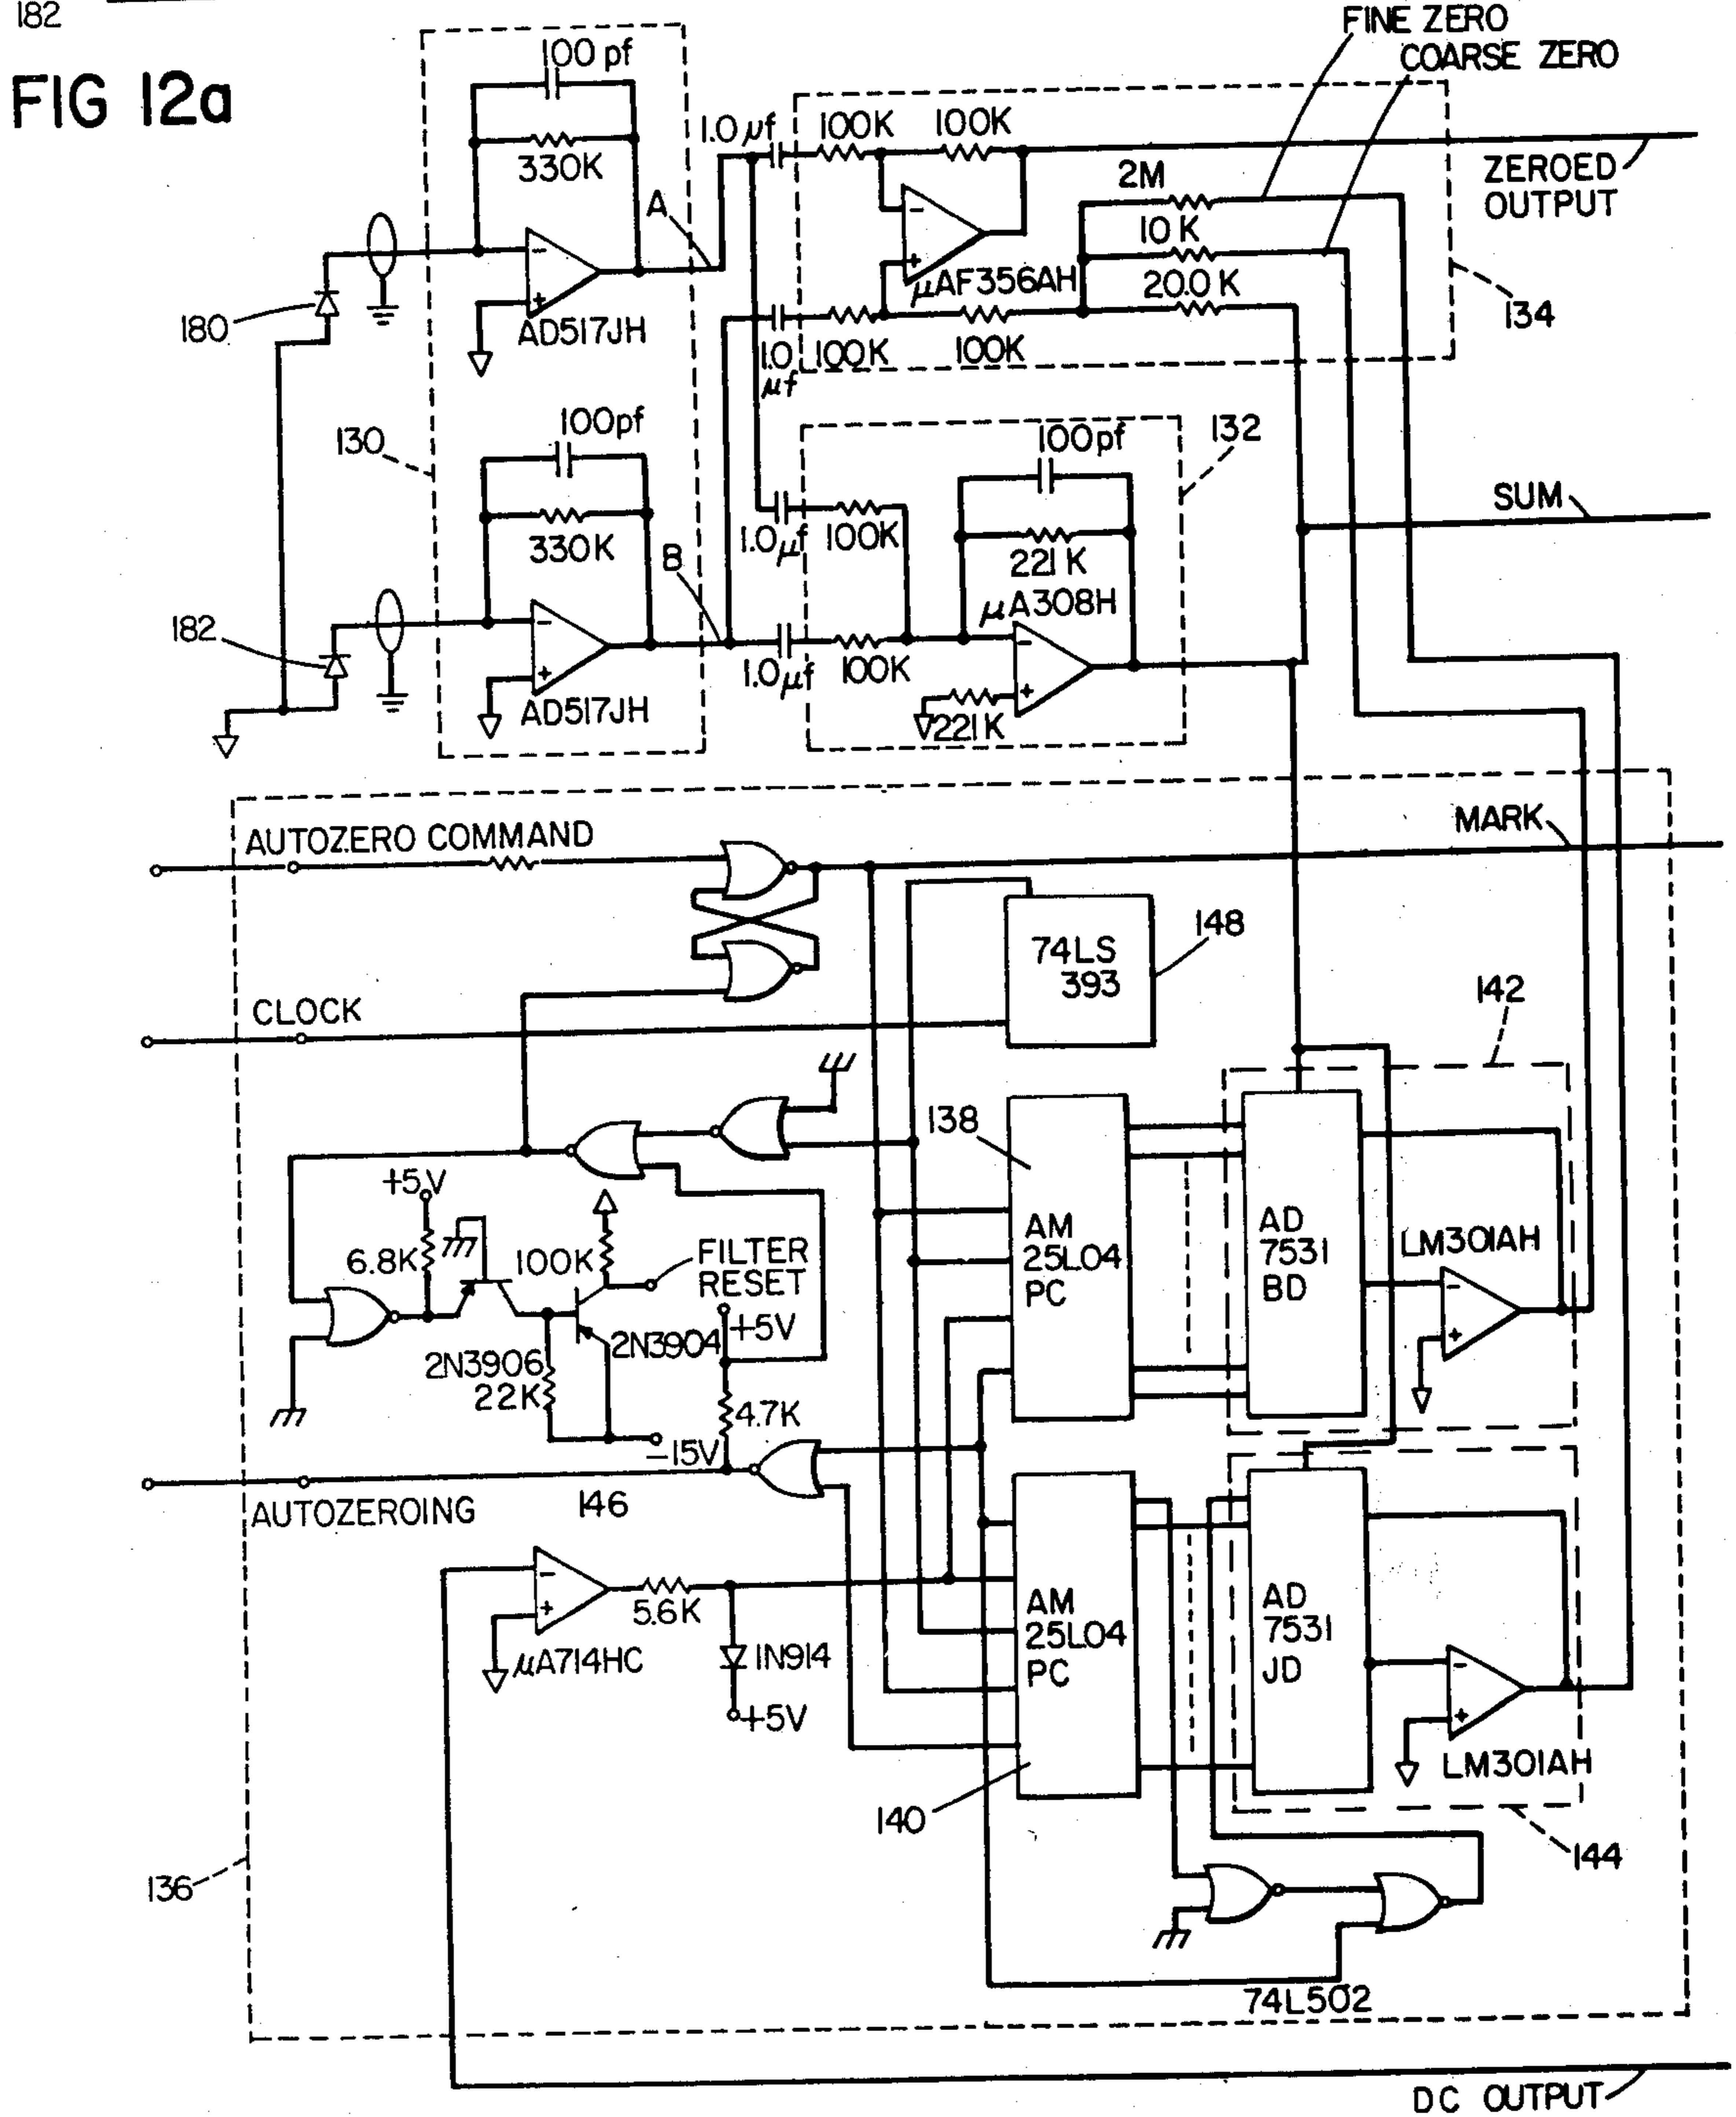 182
FIG 12a
FINE ZERO
COARSE ZERO
100 pf
330K
1.0 µf
100K
100K
ZEROED
OUTPUT
2M
10 K
20.0 K
A
180
AD517JH
µAF356AH
134
1.0
µf
100K
100K
130
100pf
330K
B
100pf
132
1.0µf
100K
221K
µA308H
SUM
182
AD517JH
1.0µf
100K
221K
AUTOZERO COMMAND
MARK
74LS
393
148
CLOCK
142
138
+5V
6.8K
100K
FILTER
RESET
AM
25L04
PC
AD
7531
BD
LM301AH
+5V
2N3904
2N3906
22K
4.7K
-15V
146
AUTOZEROING
5.6K
µA714HC
1N914
+5V
AM
25L04
PC
AD
7531
JD
LM301AH
140
144
136
74L502
DC OUTPUT